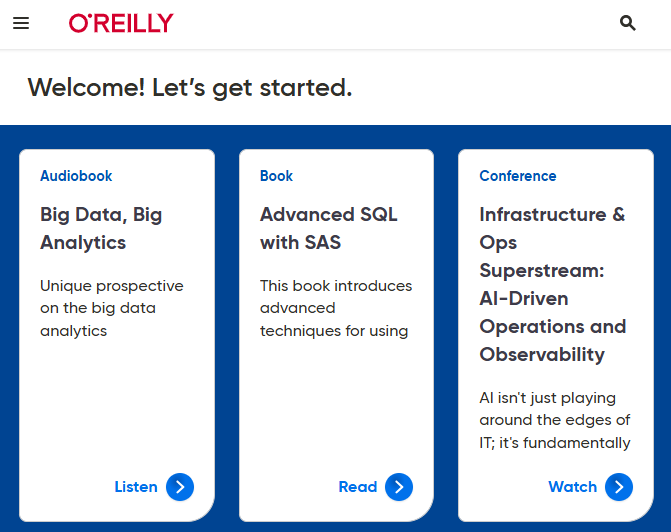 O'REILLY
Welcome! Let’s get started.
Audiobook
Big Data, Big
Analytics
Unique prospective
on the big data
analytics
Listen
Book
Advanced SQL
with SAS
This book introduces
advanced
techniques for using
Read
Conference
Infrastructure &
Ops
Superstream:
AI-Driven
Operations and
Observability
AI isn't just playing
around the edges of
IT; it's fundamentally
Watch